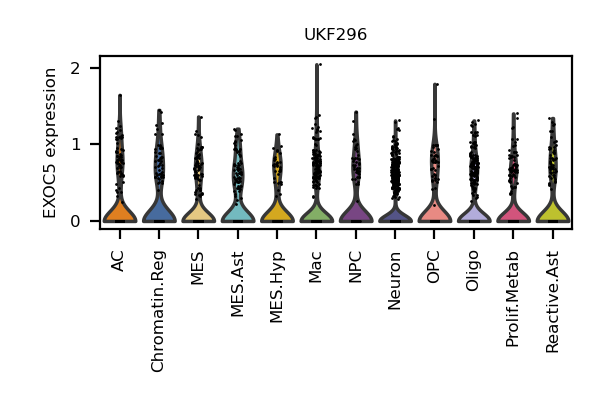 UKF296
EXOC5 expression
2
1
0
AC
Chromatin.Reg
MES
MES.Ast
MES.Hyp
Mac
NPC
Neuron
OPC
Oligo
Prolif.Metab
Reactive.Ast